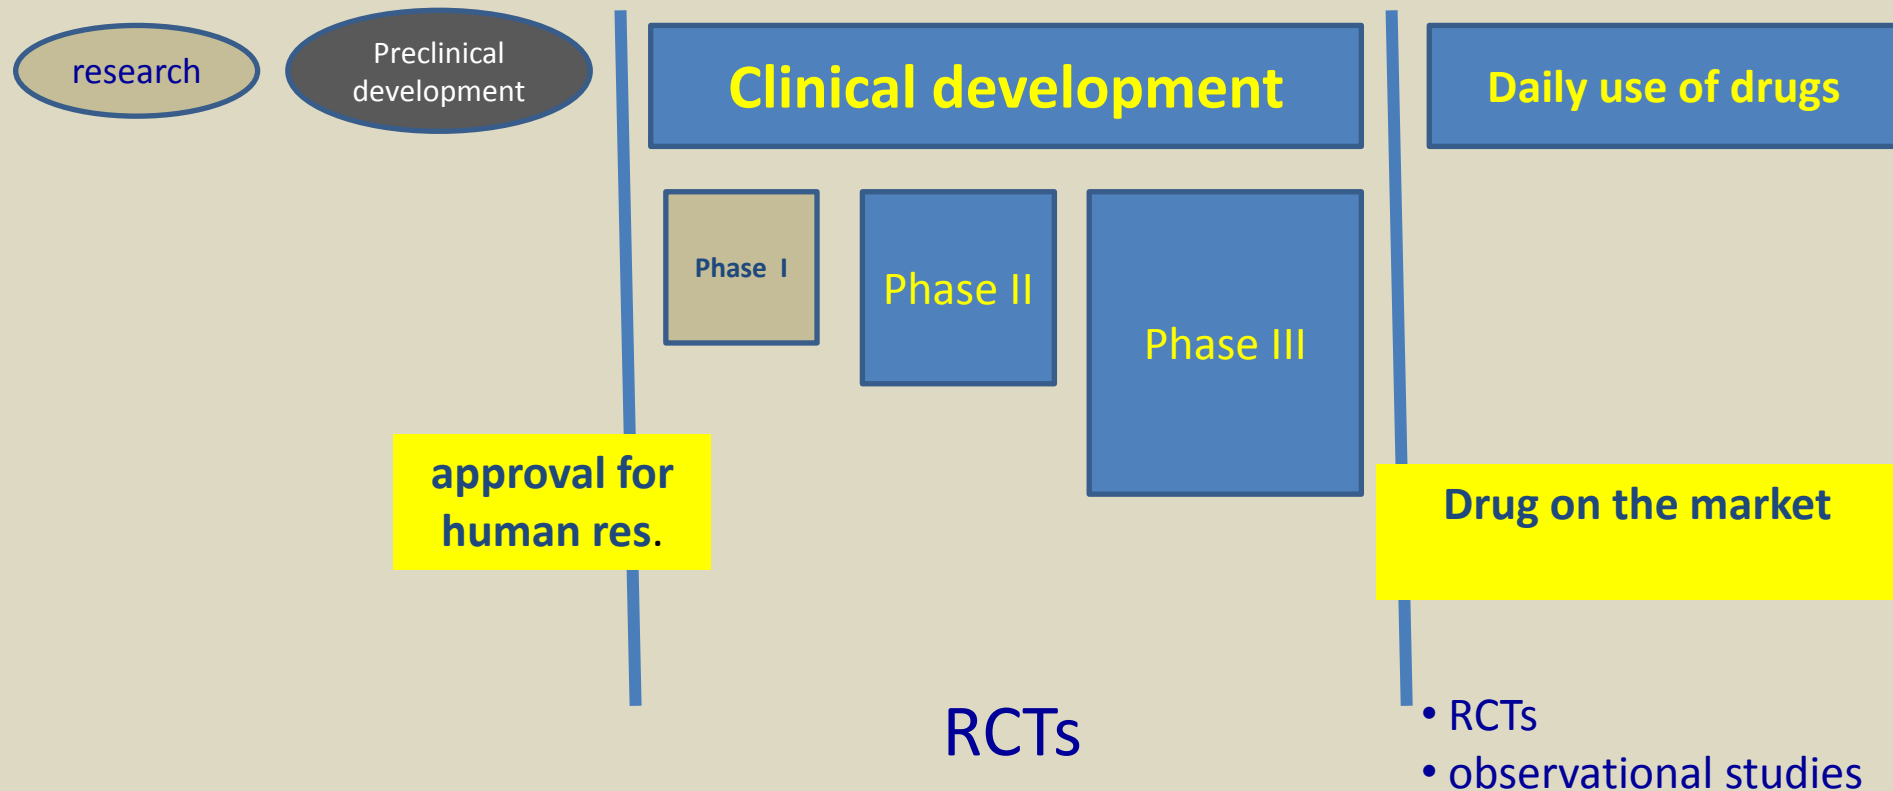 research
Preclinical
development
Clinical development
Daily use of drugs
Phase I
Phase II
Phase III
approval for
human res.
Drug on the market
RCTs
• RCTs
• observational studies